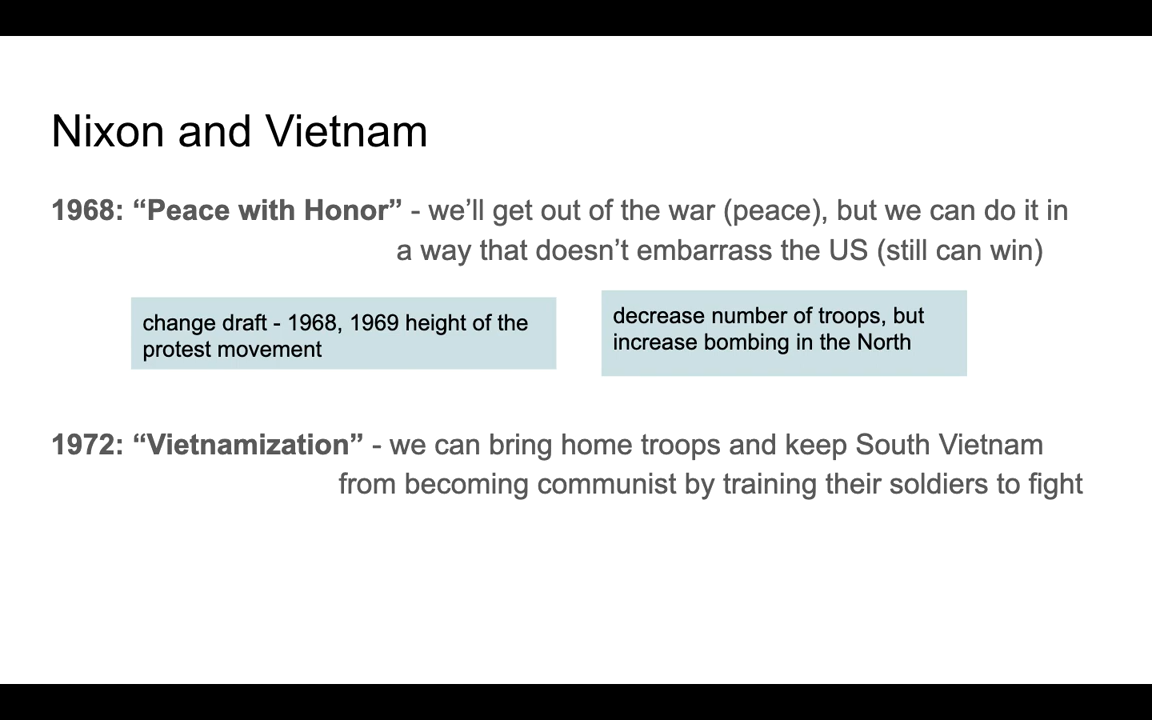 Nixon and Vietnam
1968: “Peace with Honor” - we’ll get out of the war (peace), but we can do it in
a way that doesn’t embarrass the US (still can win)
change draft - 1968, 1969 height of the
protest movement
decrease number of troops, but
increase bombing in the North
1972: “Vietnamization” - we can bring home troops and keep South Vietnam
from becoming communist by training their soldiers to fight